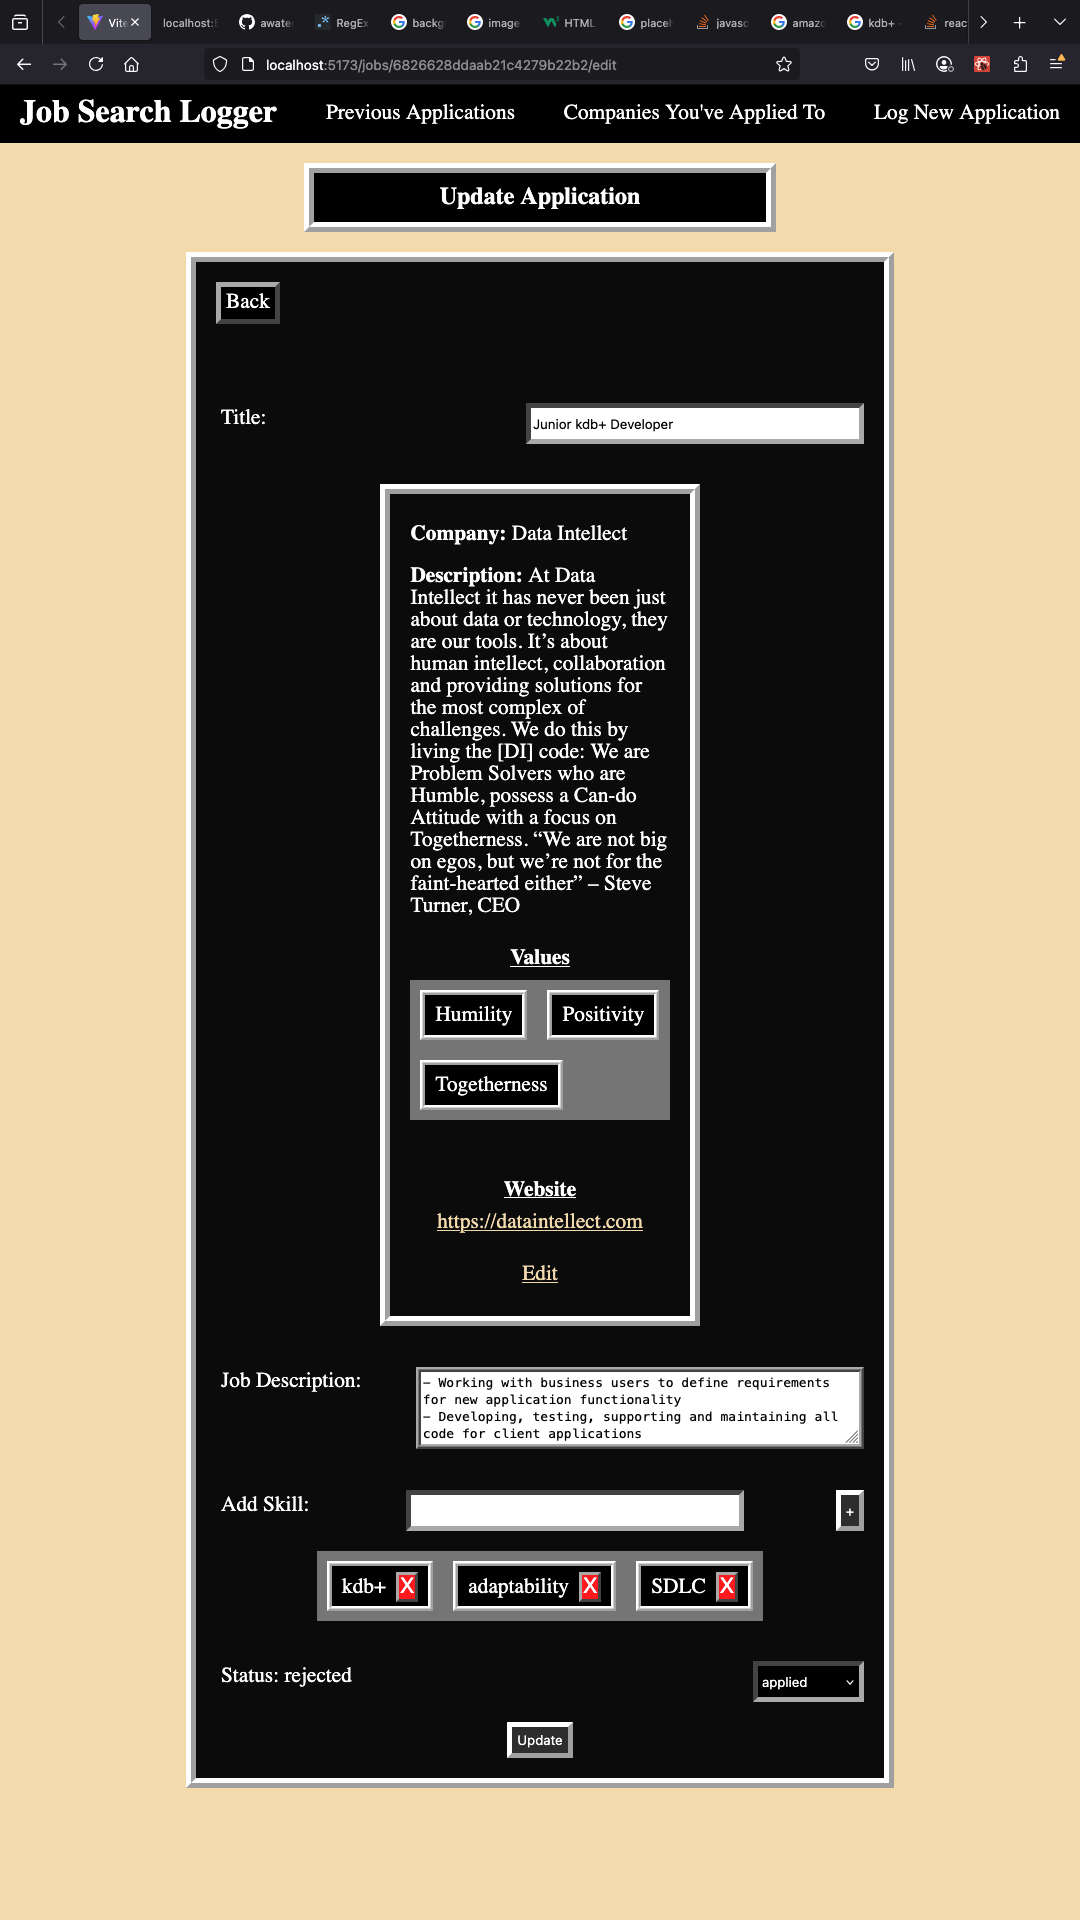 Vite
localhost:5
awate
RegEx
backg
image
HTML
placeh
javasc
amazo
kdb+ -
reac
localhost:5173/jobs/6826628ddaab21c4279b22b2/edit
Job Search Logger
Previous Applications
Companies You've Applied To
Log New Application
Update Application
Back
Title:
Junior kdb+ Developer
Company: Data Intellect
Description: At Data
Intellect it has never been just
about data or technology, they
are our tools. It’s about
human intellect, collaboration
and providing solutions for
the most complex of
challenges. We do this by
living the [DI] code: We are
Problem Solvers who are
Humble, possess a Can-do
Attitude with a focus on
Togetherness. “We are not big
on egos, but we’re not for the
faint-hearted either” – Steve
Turner, CEO
Values
Humility
Positivity
Togetherness
Website
https://dataintellect.com
Edit
Job Description:
– Working with business users to define requirements
for new application functionality
– Developing, testing, supporting and maintaining all
code for client applications
Add Skill:
+
kdb+ X
adaptability X
SDLC X
Status: rejected
applied
Update